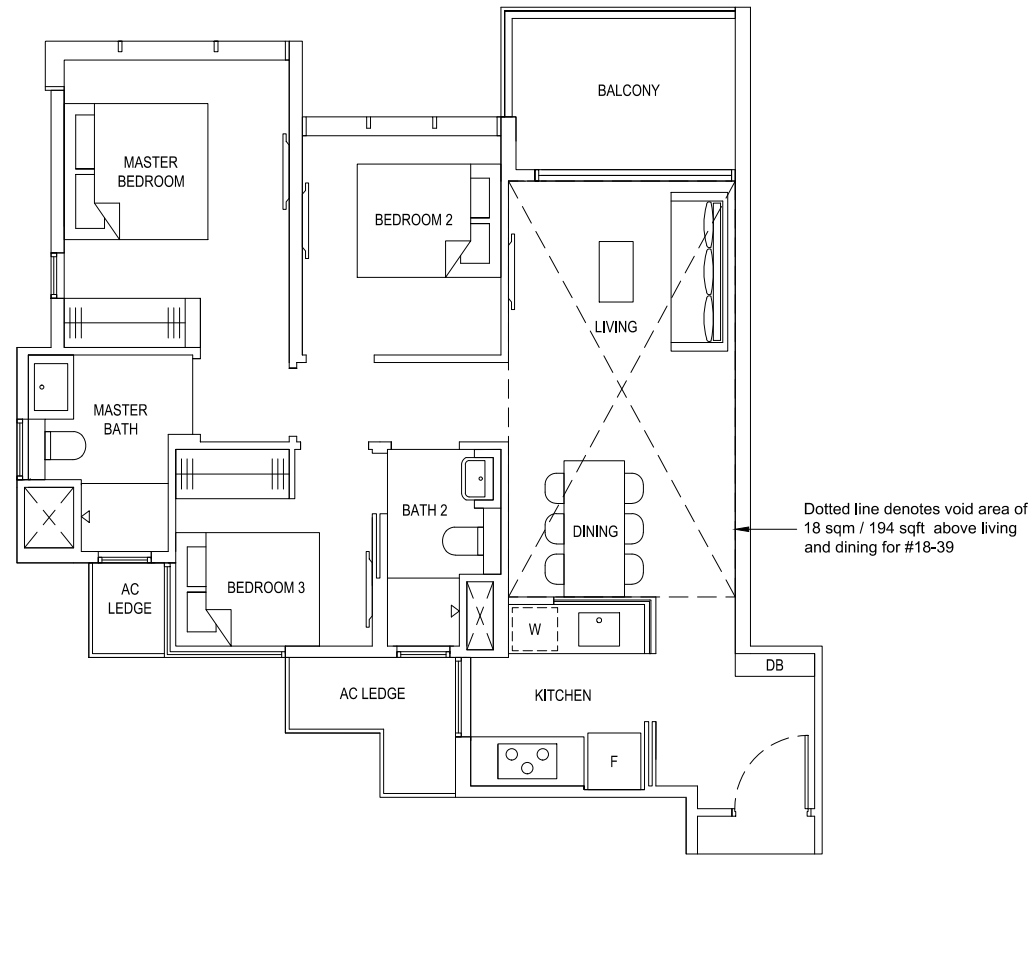 BALCONY
MASTER
BEDROOM
BEDROOM 2
LIVING
MASTER
BATH
BATH 2
DINING
Dotted line denotes void area of
18 sqm / 194 sqft above living
and dining for #18-39
AC
LEDGE
BEDROOM 3
W
DB
AC LEDGE
KITCHEN
F